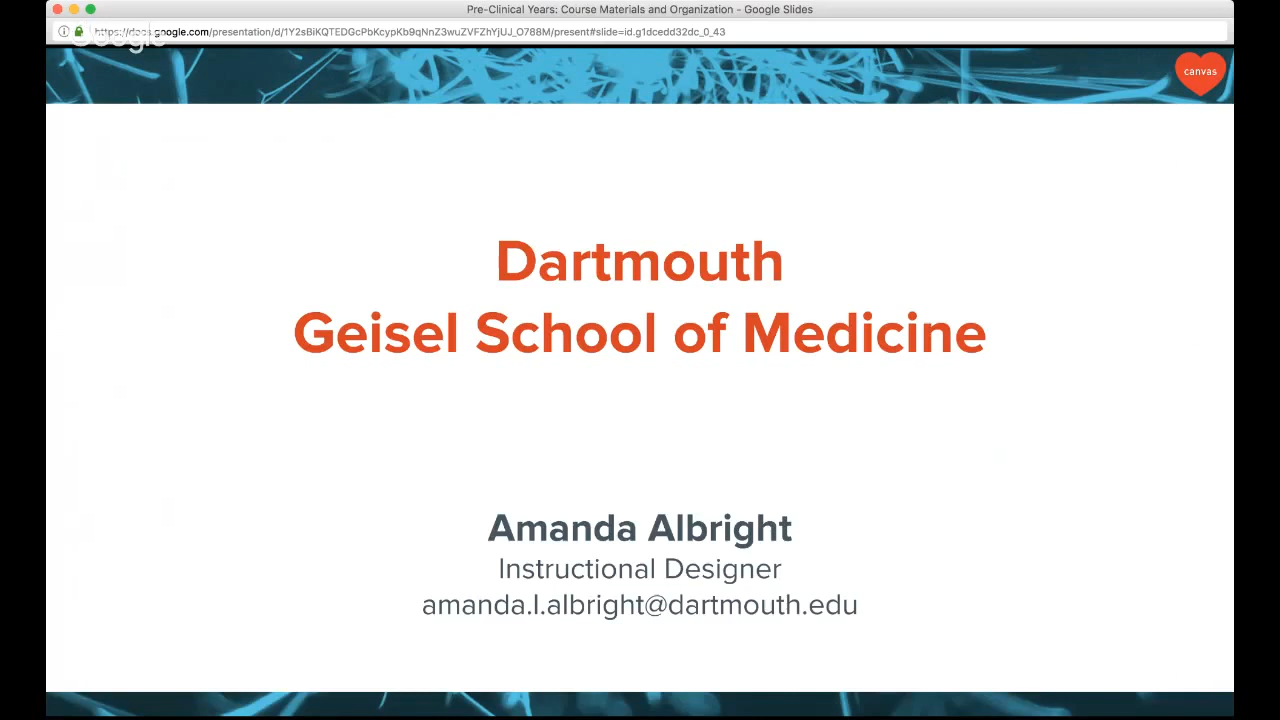 Pre-Clinical Years: Course Materials and Organization - Google Slides
https://docs.google.com/presentation/d/1Y2sBiKQTEDGcPbKcypKb9qNnZ3wuZVFZhYjUJ_O788M/present#slide=id.g1dcedd32dc_0_43
Google
canvas
Dartmouth
Geisel School of Medicine
Amanda Albright
Instructional Designer
amanda.l.albright@dartmouth.edu